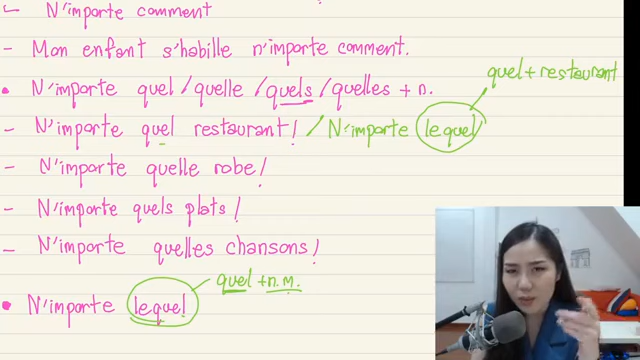 N'importe comment
- Mon enfant s'habille n'importe comment.
• N'importe quel / quelle / quels / quelles + n.
quel + restaurant
- N'importe quel restaurant ! / N'importe lequel
- N'importe quelle robe !
- N'importe quels plats !
- N'importe quelles chansons !
quel + n.m.
• N'importe lequel